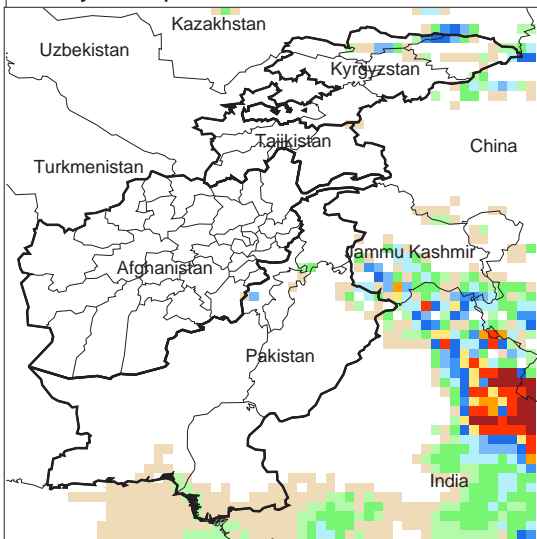 Kazakhstan
Uzbekistan
Kyrgyzstan
Tajikistan
China
Turkmenistan
Jammu Kashmir
Afghanistan
Pakistan
India